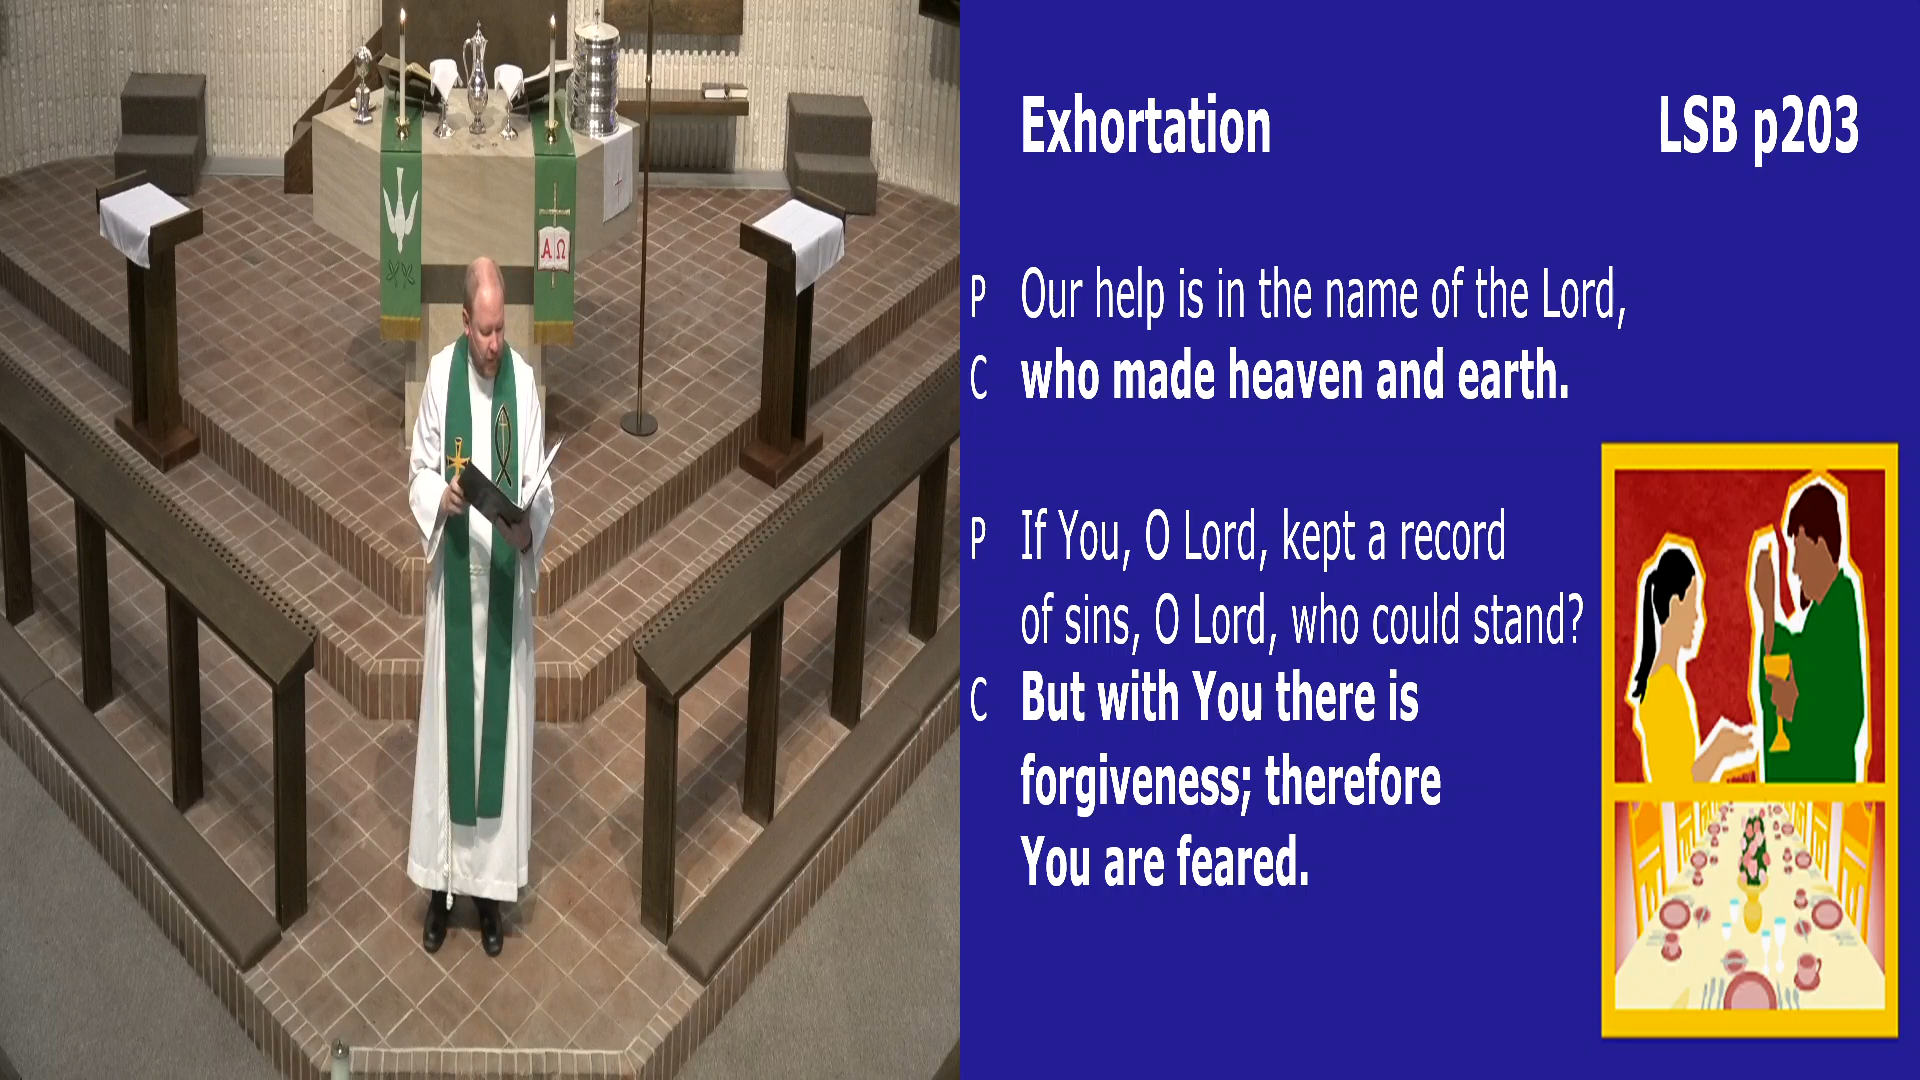 Exhortation LSB p203
P Our help is in the name of the Lord,
C who made heaven and earth.
P If You, O Lord, kept a record
of sins, O Lord, who could stand?
C But with You there is
forgiveness; therefore
You are feared.
Α Ω